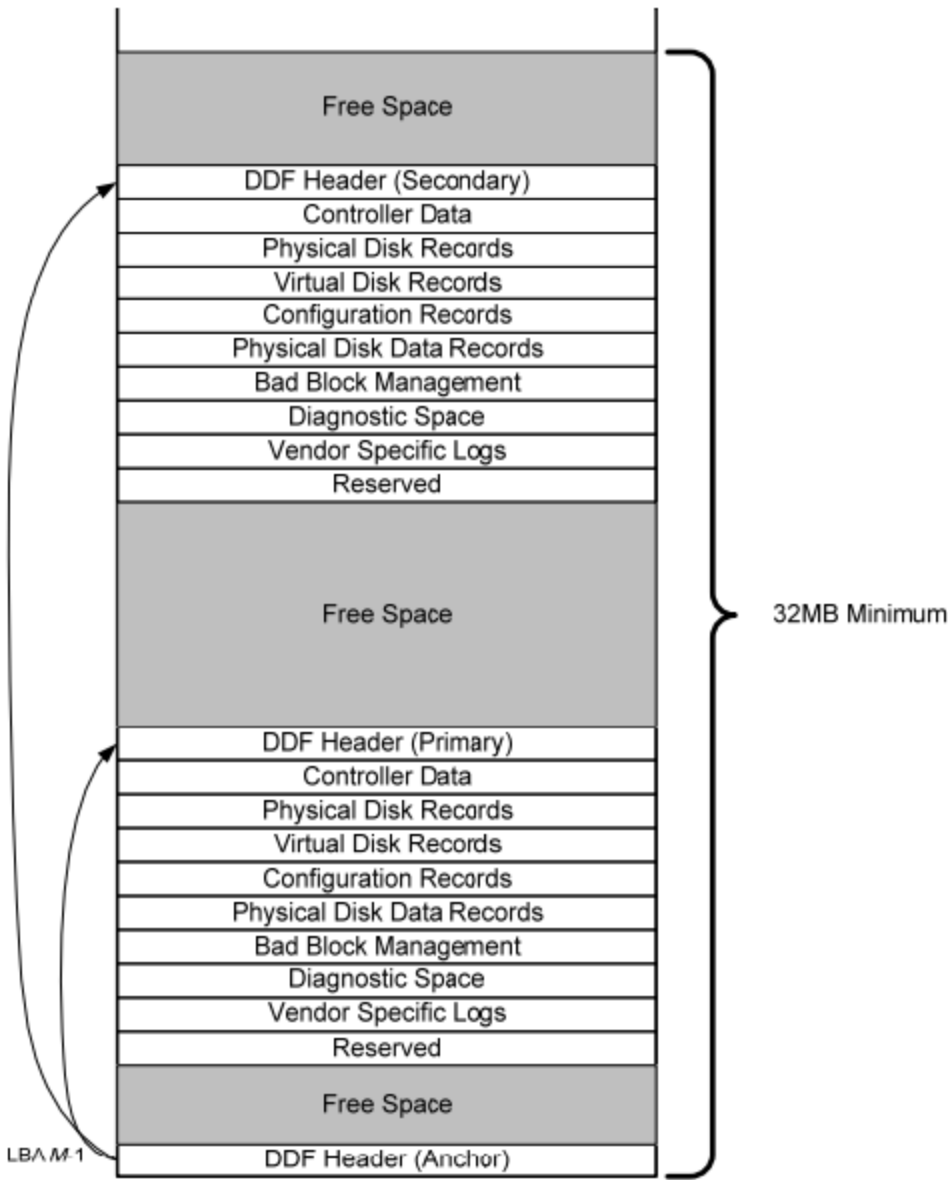 Free Space
DDF Header (Secondary)
Controller Data
Physical Disk Records
Virtual Disk Records
Configuration Records
Physical Disk Data Records
Bad Block Management
Diagnostic Space
Vendor Specific Logs
Reserved
Free Space
32MB Minimum
DDF Header (Primary)
Controller Data
Physical Disk Records
Virtual Disk Records
Configuration Records
Physical Disk Data Records
Bad Block Management
Diagnostic Space
Vendor Specific Logs
Reserved
Free Space
LBA M-1
DDF Header (Anchor)